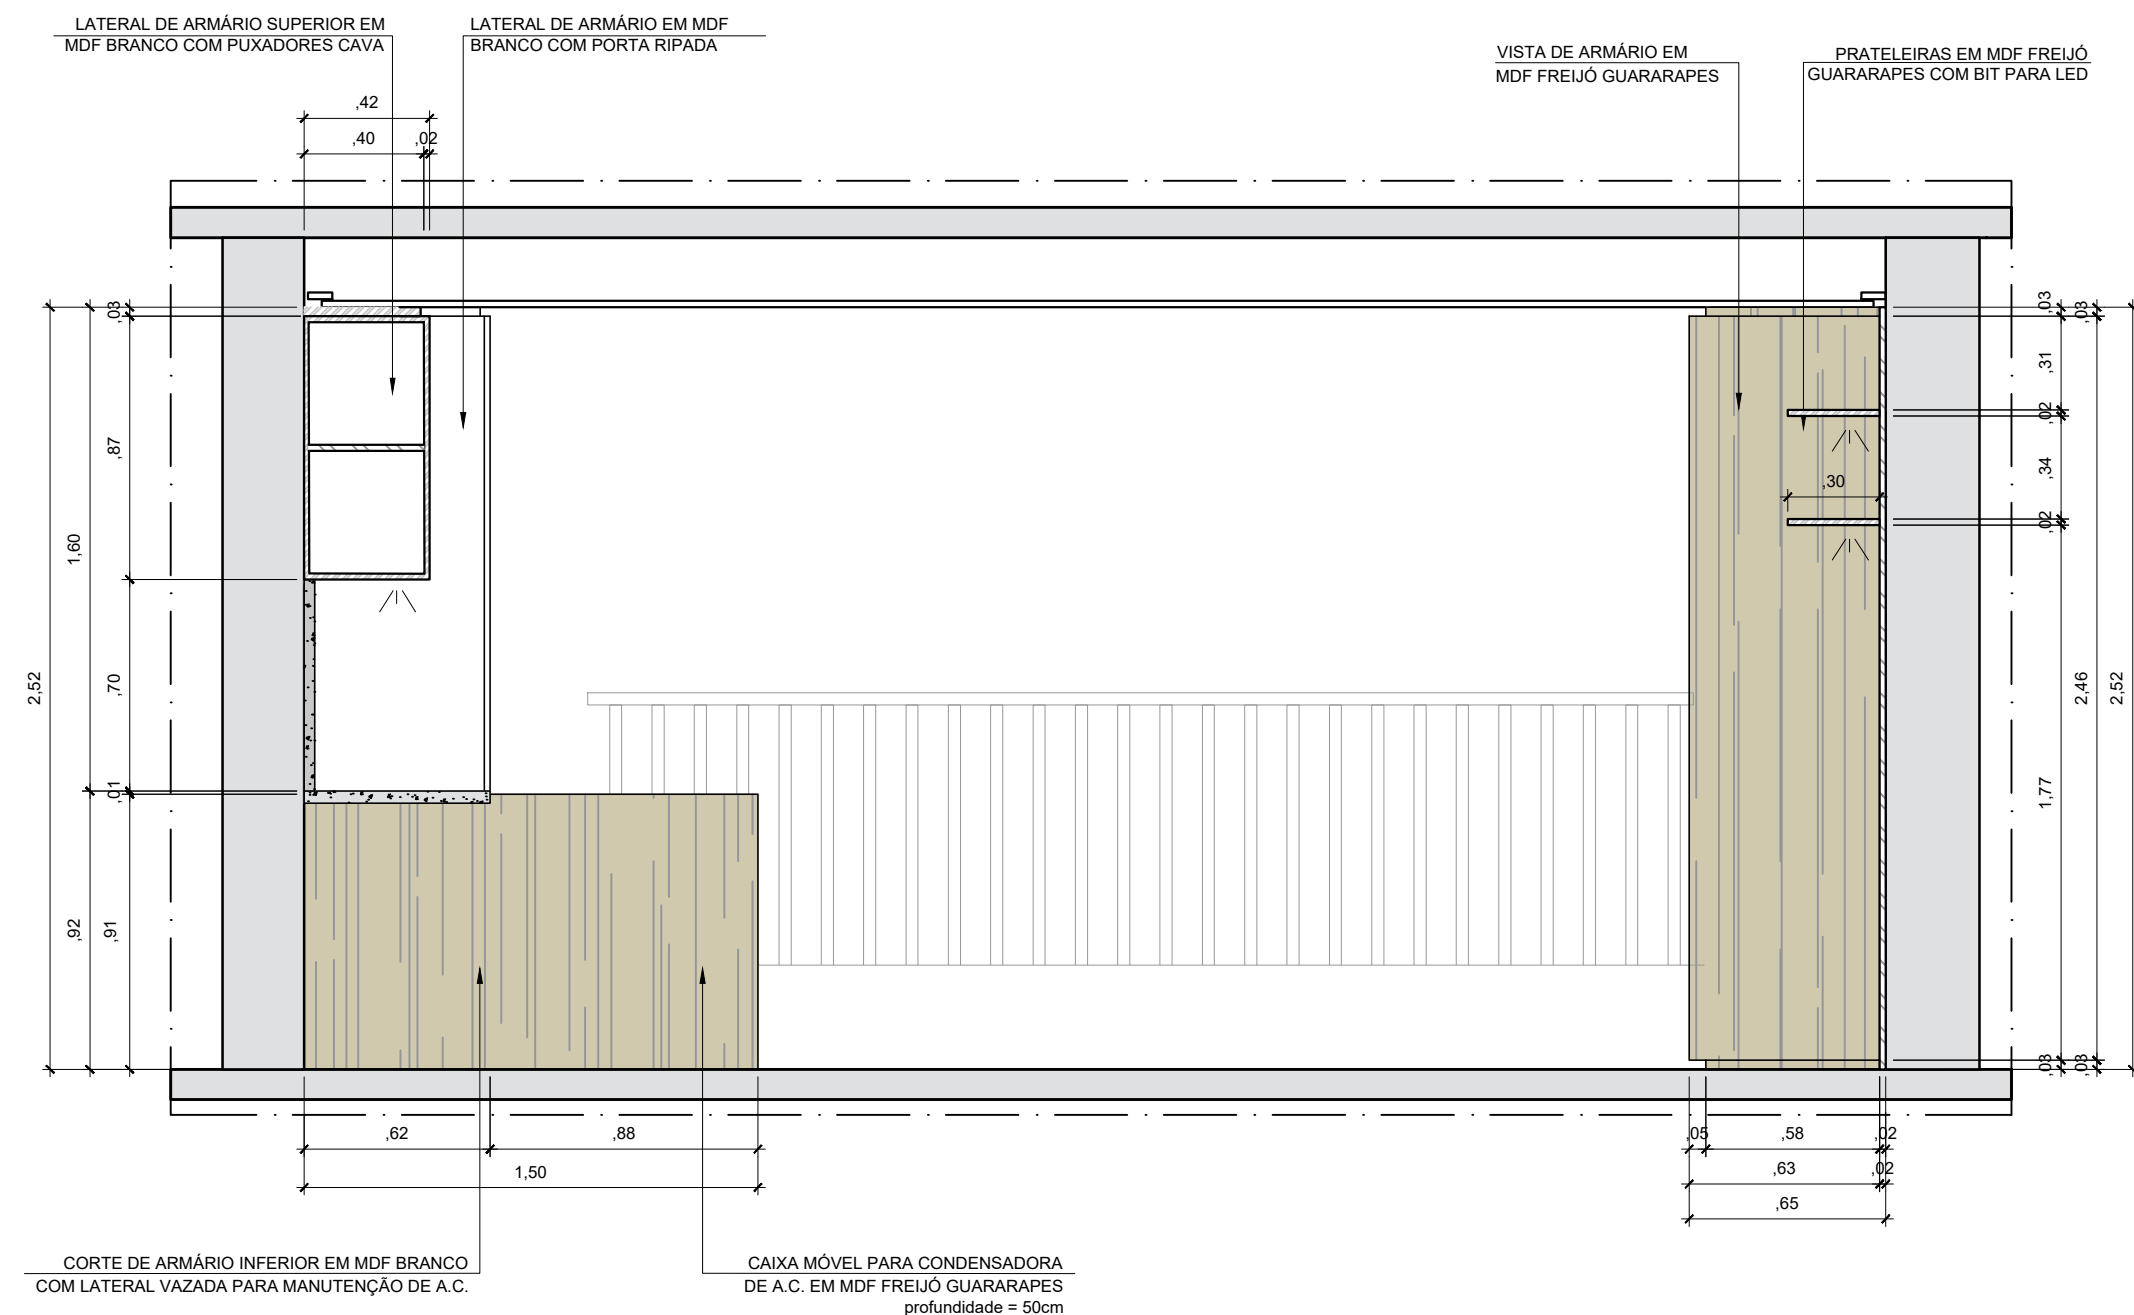 LATERAL DE ARMÁRIO SUPERIOR EM
MDF BRANCO COM PUXADORES CAVA
LATERAL DE ARMÁRIO EM MDF
BRANCO COM PORTA RIPADA
VISTA DE ARMÁRIO EM
MDF FREIJÓ GUARARAPES
PRATELEIRAS EM MDF FREIJÓ
GUARARAPES COM BIT PARA LED
,42
,40
,02
2,52
1,60
,92
,03
,87
,70
,01
,91
,30
,03
,31
,02
,34
,02
1,77
,03
,03
2,46
,03
2,52
,62
,88
1,50
,05
,58
,02
,63
,02
,65
CORTE DE ARMÁRIO INFERIOR EM MDF BRANCO
COM LATERAL VAZADA PARA MANUTENÇÃO DE A.C.
CAIXA MÓVEL PARA CONDENSADORA
DE A.C. EM MDF FREIJÓ GUARARAPES
profundidade = 50cm